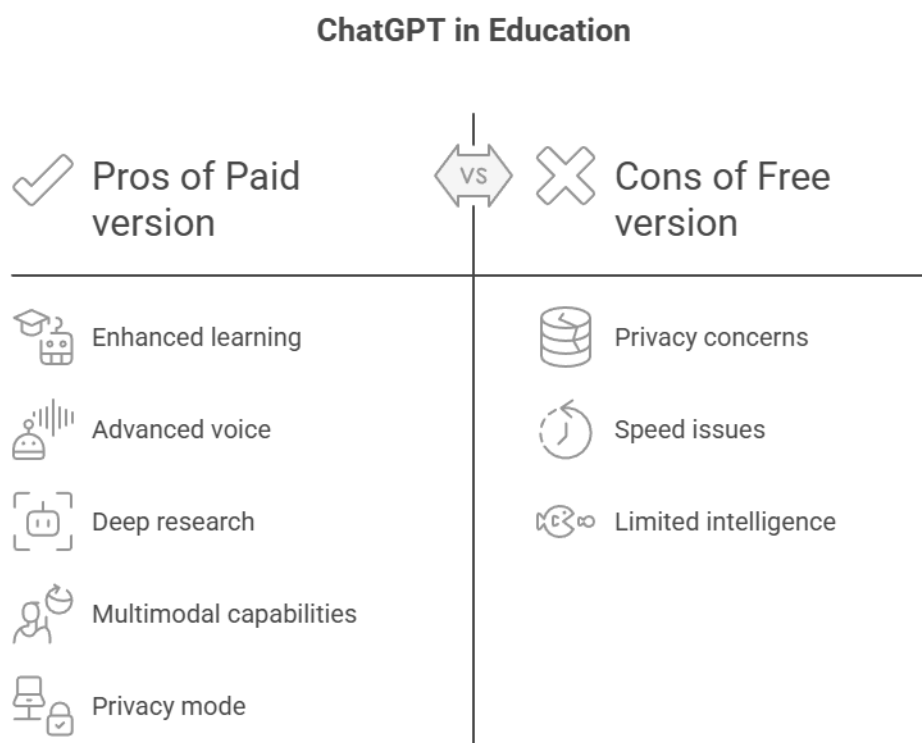 ChatGPT in Education
VS
Pros of Paid
version
Cons of Free
version
Enhanced learning
Advanced voice
Deep research
Multimodal capabilities
Privacy mode
Privacy concerns
Speed issues
Limited intelligence